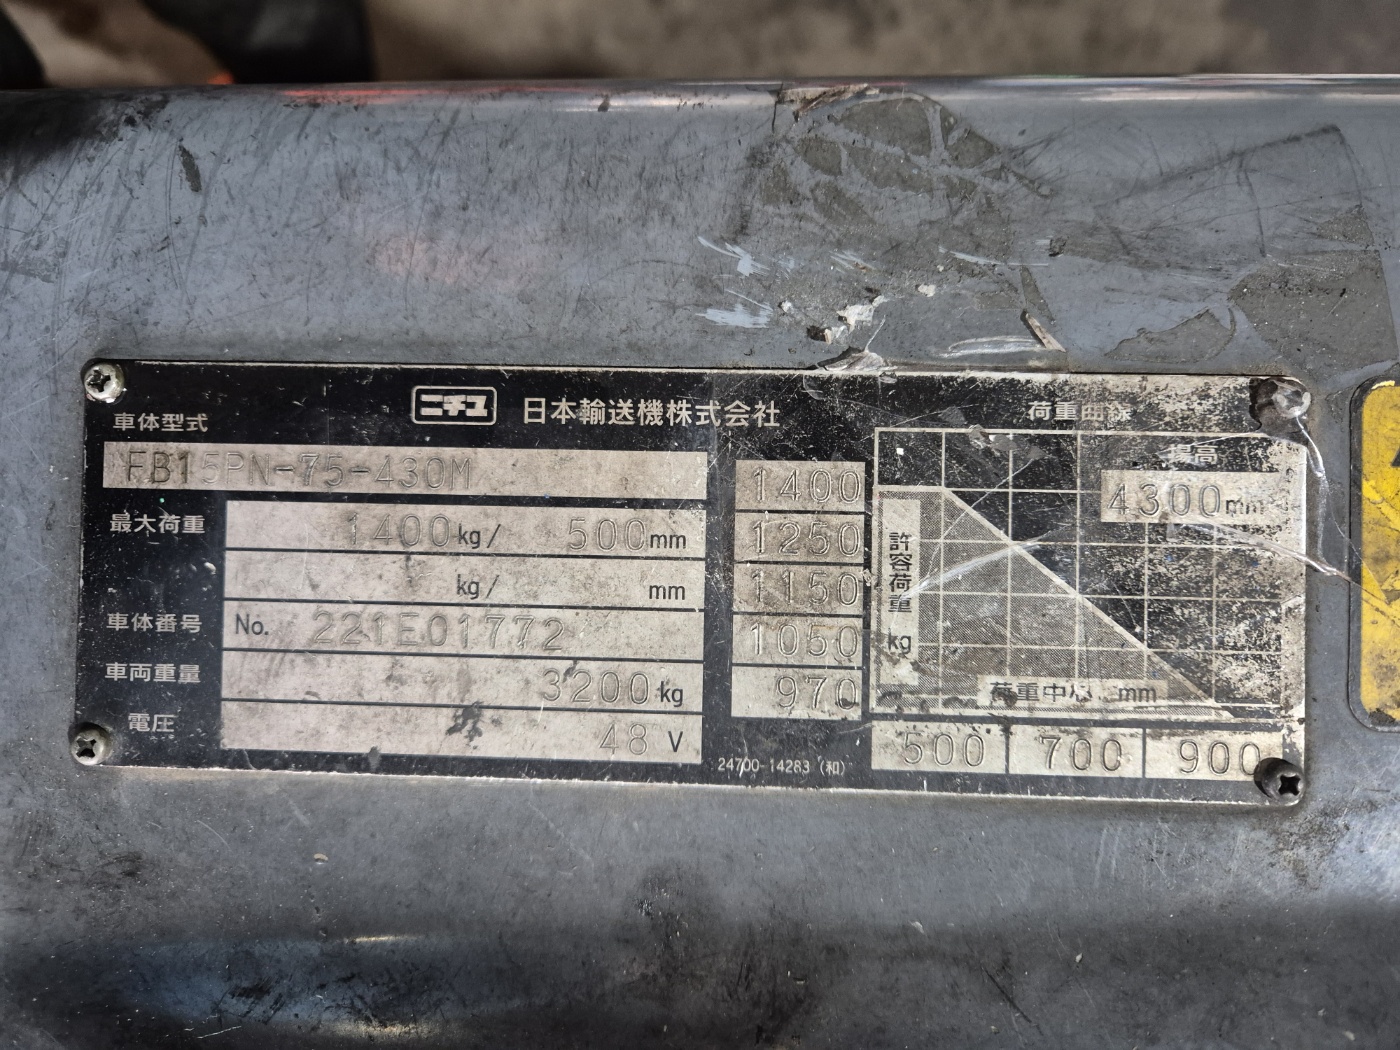 ニチユ 日本輸送機株式会社
車体型式
FB15PN-75-430M
最大荷重 1400kg/ 500mm
kg/ mm
車体番号 No. 221E01772
車両重量 3200kg
電圧 48 V
1400
1250
1150
1050
970
24700-14283 (和)
荷重曲線
揚高
4300mm
許容荷重 kg
荷重中心 mm
500 700 900